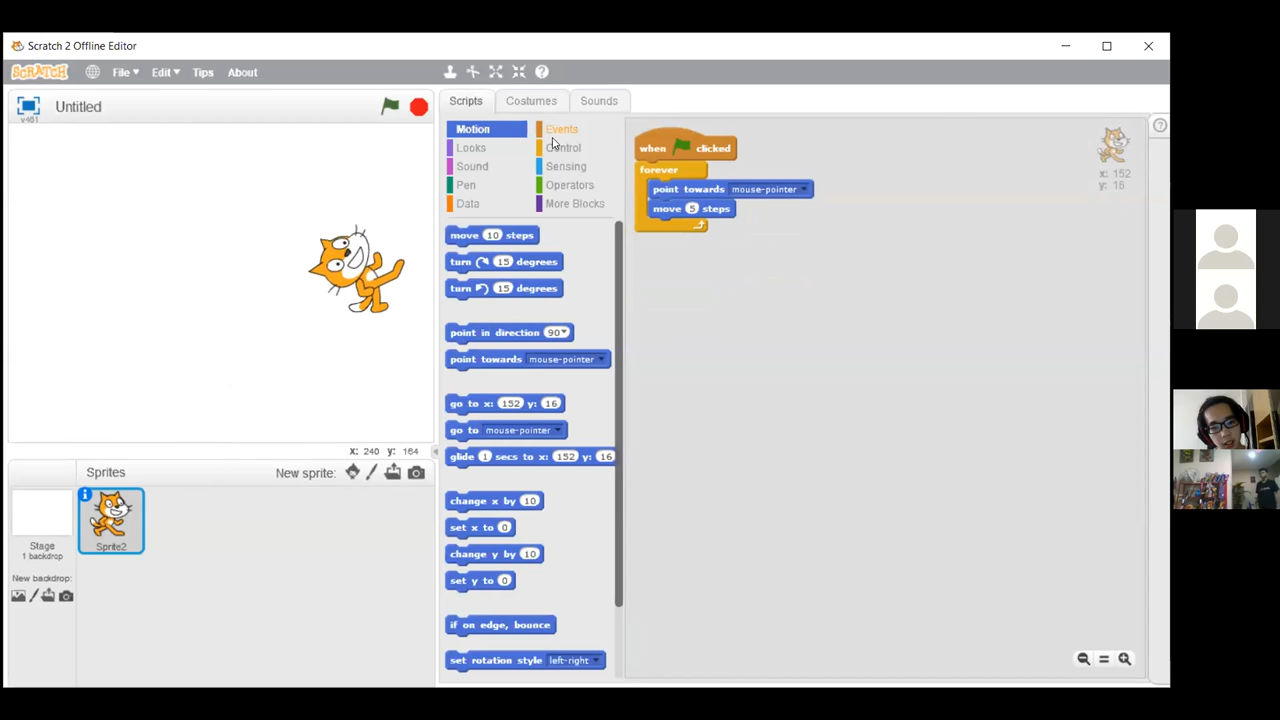 Scratch 2 Offline Editor
SCRATCH File Edit Tips About
v461 Untitled
Scripts Costumes Sounds
Motion Events
Looks Control
Sound Sensing
Pen Operators
Data More Blocks
move 10 steps
turn 15 degrees
turn 15 degrees
point in direction 90
point towards mouse-pointer
go to x: 152 y: 16
go to mouse-pointer
glide 1 secs to x: 152 y: 16
change x by 10
set x to 0
change y by 10
set y to 0
if on edge, bounce
set rotation style left-right
when clicked
forever
point towards mouse-pointer
move 5 steps
x: 152
y: 16
x: 240 y: 164
Sprites New sprite:
Stage
1 backdrop
New backdrop:
Sprite2